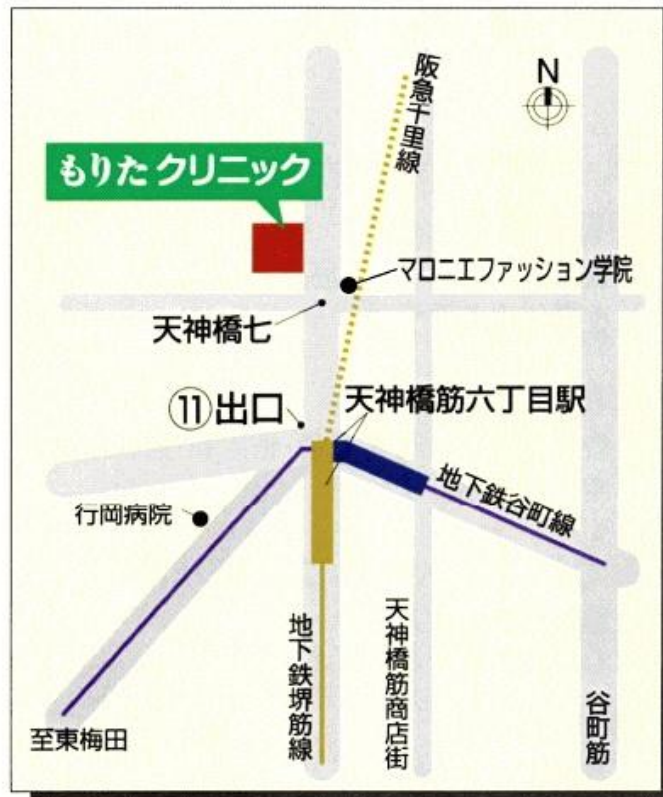 N
阪急千里線
もりたクリニック
マロニエファッション学院
天神橋七
⑪出口
天神橋筋六丁目駅
地下鉄谷町線
行岡病院
地下鉄堺筋線
天神橋筋商店街
谷町筋
至東梅田